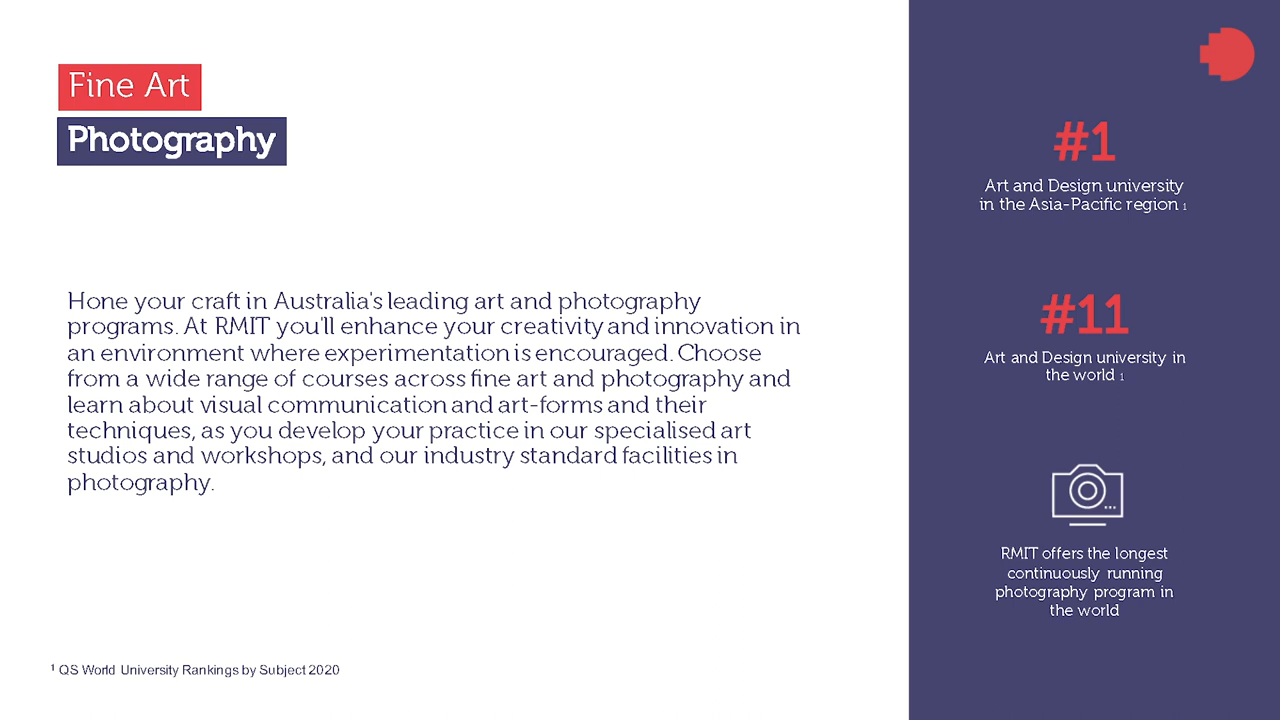 Fine Art
Photography
Hone your craft in Australia's leading art and photography
programs. At RMIT you'll enhance your creativity and innovation in
an environment where experimentation is encouraged. Choose
from a wide range of courses across fine art and photography and
learn about visual communication and art-forms and their
techniques, as you develop your practice in our specialised art
studios and workshops, and our industry standard facilities in
photography.
1 QS World University Rankings by Subject 2020
#1
Art and Design university
in the Asia-Pacific region 1
#11
Art and Design university in
the world 1
RMIT offers the longest
continuously running
photography program in
the world